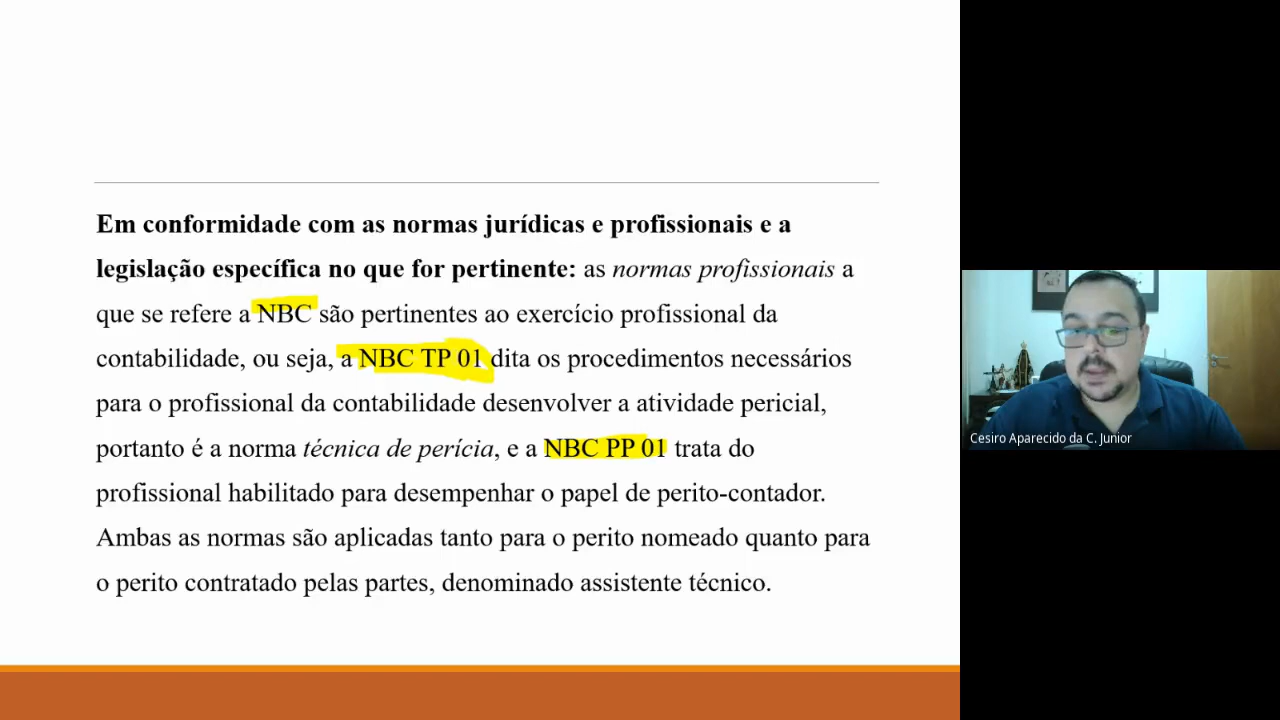 Em conformidade com as normas jurídicas e profissionais e a
legislação específica no que for pertinente: as normas profissionais a
que se refere a NBC são pertinentes ao exercício profissional da
contabilidade, ou seja, a NBC TP 01 dita os procedimentos necessários
para o profissional da contabilidade desenvolver a atividade pericial,
portanto é a norma técnica de perícia, e a NBC PP 01 trata do
profissional habilitado para desempenhar o papel de perito-contador.
Ambas as normas são aplicadas tanto para o perito nomeado quanto para
o perito contratado pelas partes, denominado assistente técnico.
Cesiro Aparecido da C. Junior